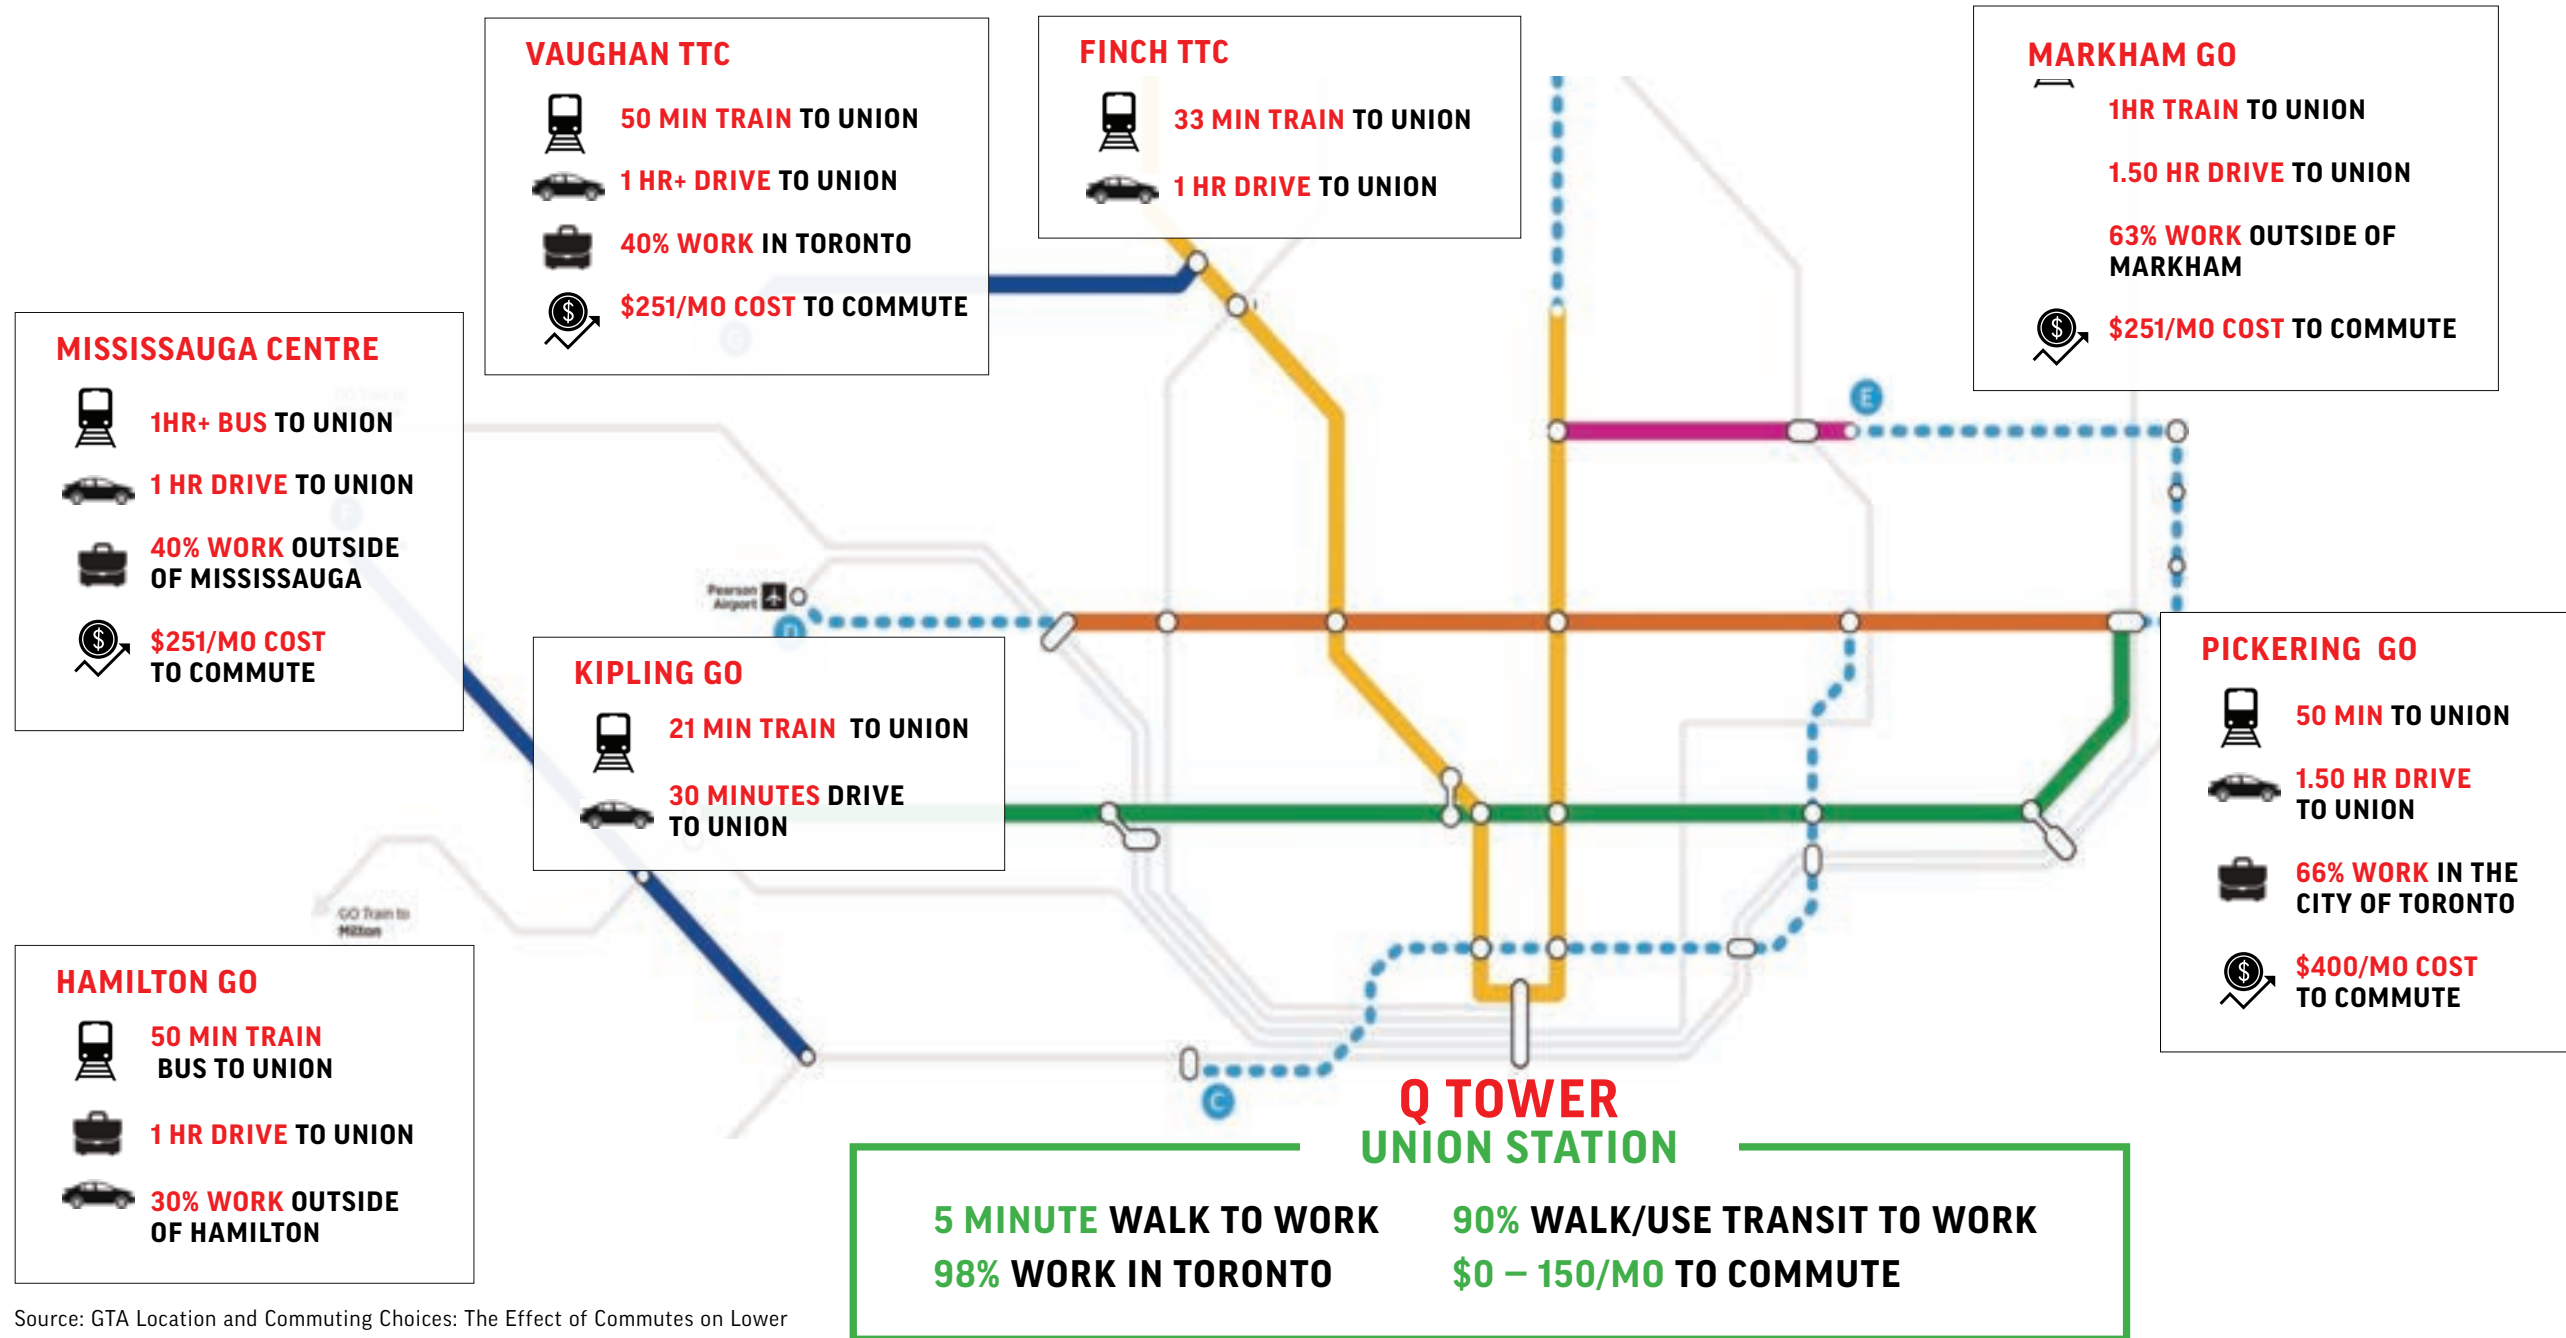 VAUGHAN TTC
50 MIN TRAIN TO UNION
1 HR+ DRIVE TO UNION
40% WORK IN TORONTO
$251/MO COST TO COMMUTE
FINCH TTC
33 MIN TRAIN TO UNION
1 HR DRIVE TO UNION
MARKHAM GO
1HR TRAIN TO UNION
1.50 HR DRIVE TO UNION
63% WORK OUTSIDE OF
MARKHAM
$251/MO COST TO COMMUTE
MISSISSAUGA CENTRE
1HR+ BUS TO UNION
1 HR DRIVE TO UNION
40% WORK OUTSIDE
OF MISSISSAUGA
$251/MO COST
TO COMMUTE
G
F
E
Pearson
Airport
D
KIPLING GO
21 MIN TRAIN TO UNION
30 MINUTES DRIVE
TO UNION
PICKERING GO
50 MIN TO UNION
1.50 HR DRIVE
TO UNION
66% WORK IN THE
CITY OF TORONTO
$400/MO COST
TO COMMUTE
GO Train to
Milton
HAMILTON GO
50 MIN TRAIN
BUS TO UNION
1 HR DRIVE TO UNION
30% WORK OUTSIDE
OF HAMILTON
C
Q TOWER
UNION STATION
5 MINUTE WALK TO WORK
98% WORK IN TORONTO
90% WALK/USE TRANSIT TO WORK
$0 – 150/MO TO COMMUTE
Source: GTA Location and Commuting Choices: The Effect of Commutes on Lower